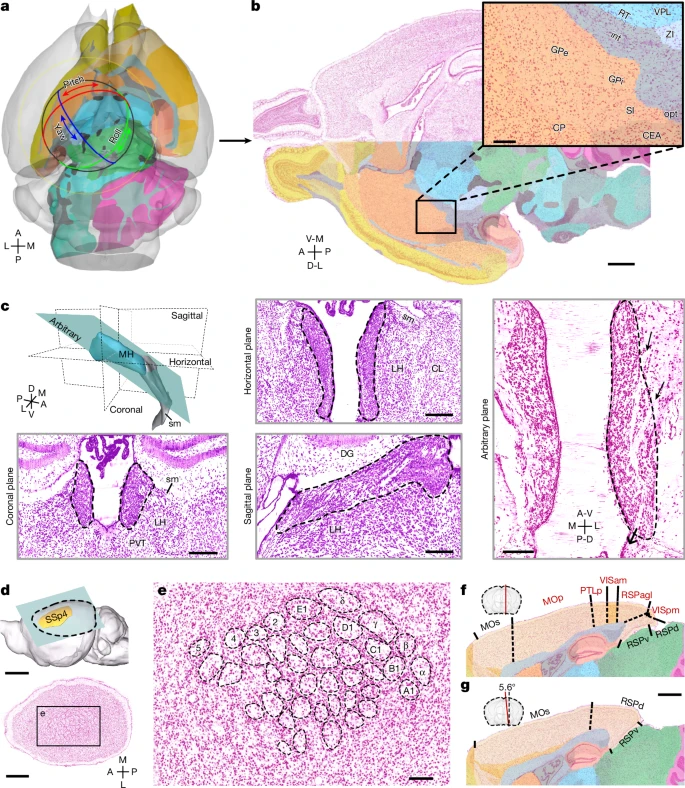 a
Pitch
Yaw
Roll
A
L M
P
b
RT
VPL
int
ZI
GPe
GPi
SI
opt
CP
CEA
V-M
A P
D-L
c
Sagittal
Arbitrary
MH
Horizontal
Coronal
sm
D
P M
L A
V
Horizontal plane
sm
LH
CL
Arbitrary plane
A-V
M L
P-D
Coronal plane
sm
LH
PVT
Sagittal plane
DG
LH
d
SSp4
e
M
A P
L
e
E1
δ
2
D1
γ
3
4
5
C1
β
B1
α
A1
f
MOs
MOp
PTLp
VISam
RSPagl
VISpm
RSPd
RSPv
g
5.6°
MOs
RSPd
RSPv